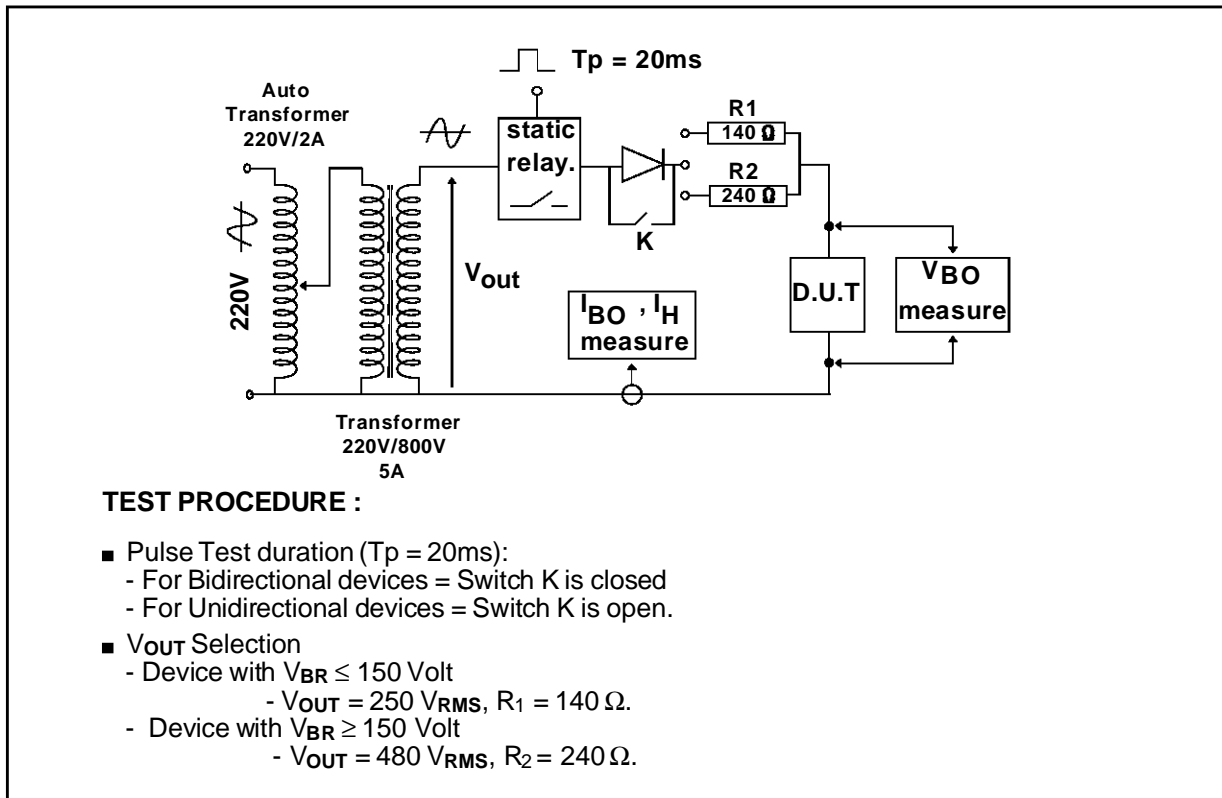 Tp = 20ms
Auto
Transformer
220V/2A
static
relay.
R1
140 Ω
R2
240 Ω
K
220V
Vout
IBO , IH
measure
D.U.T
VBO
measure
Transformer
220V/800V
5A
TEST PROCEDURE :
■ Pulse Test duration (Tp = 20ms):
- For Bidirectional devices = Switch K is closed
- For Unidirectional devices = Switch K is open.
■ VOUT Selection
- Device with VBR ≤ 150 Volt
- VOUT = 250 VRMS, R1 = 140 Ω.
- Device with VBR ≥ 150 Volt
- VOUT = 480 VRMS, R2 = 240 Ω.